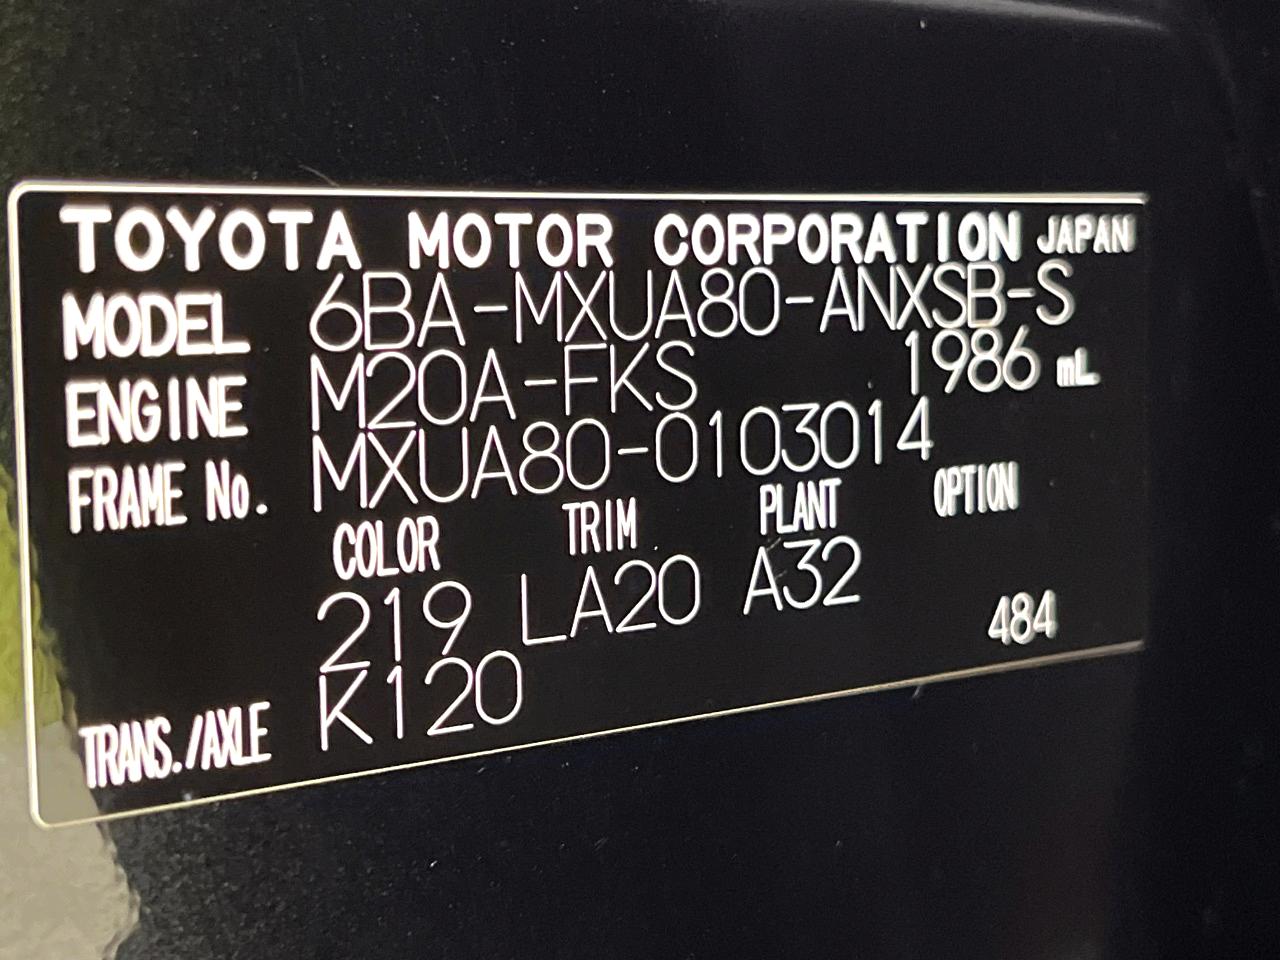 TOYOTA MOTOR CORPORATION JAPAN
MODEL 6BA-MXUA80-ANXSB-S
ENGINE M20A-FKS 1986 mL
FRAME No. MXUA80-0103014
COLOR TRIM PLANT OPTION
219 LA20 A32 484
TRANS./AXLE K120